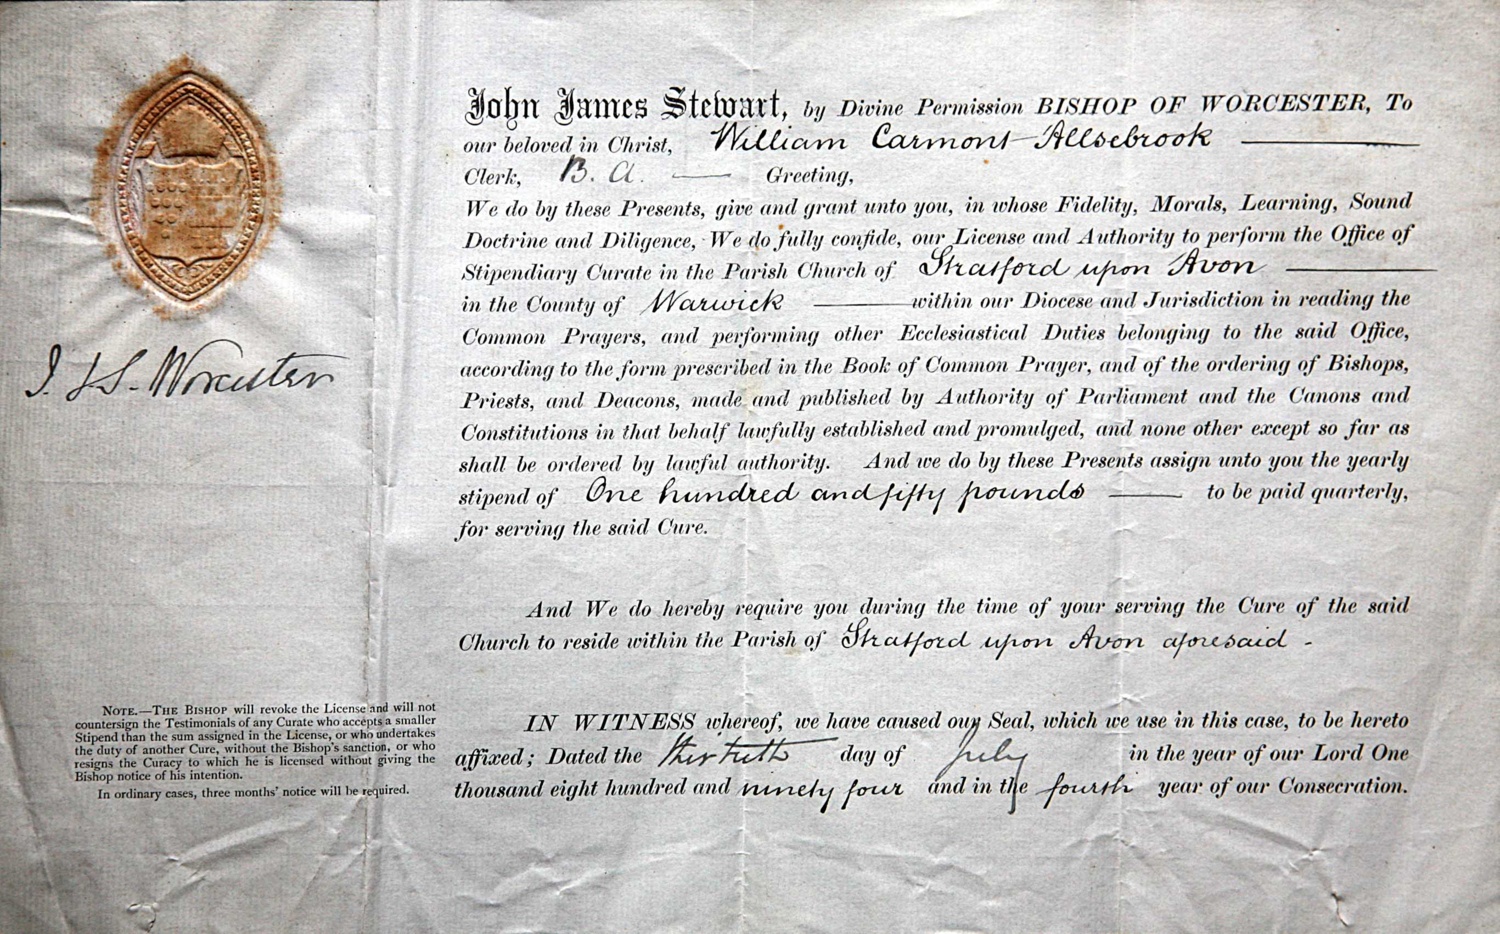 John James Stewart, by Divine Permission BISHOP OF WORCESTER, To
our beloved in Christ, William Carmont Allsebrook
Clerk, B. A. Greeting,
We do by these Presents, give and grant unto you, in whose Fidelity, Morals, Learning, Sound
Doctrine and Diligence, We do fully confide, our License and Authority to perform the Office of
Stipendiary Curate in the Parish Church of Stratford upon Avon
in the County of Warwick within our Diocese and Jurisdiction in reading the
Common Prayers, and performing other Ecclesiastical Duties belonging to the said Office,
according to the form prescribed in the Book of Common Prayer, and of the ordering of Bishops,
Priests, and Deacons, made and published by Authority of Parliament and the Canons and
Constitutions in that behalf lawfully established and promulged, and none other except so far as
shall be ordered by lawful authority. And we do by these Presents assign unto you the yearly
stipend of One hundred and fifty pounds to be paid quarterly,
for serving the said Cure.
And We do hereby require you during the time of your serving the Cure of the said
Church to reside within the Parish of Stratford upon Avon aforesaid -
IN WITNESS whereof, we have caused our Seal, which we use in this case, to be hereto
affixed; Dated the thirtieth day of July in the year of our Lord One
thousand eight hundred and ninety four and in the fourth year of our Consecration.
J. J. S. Worcester
NOTE.—THE BISHOP will revoke the License and will not
countersign the Testimonials of any Curate who accepts a smaller
Stipend than the sum assigned in the License, or who undertakes
the duty of another Cure, without the Bishop's sanction, or who
resigns the Curacy to which he is licensed without giving the
Bishop notice of his intention.
In ordinary cases, three months' notice will be required.